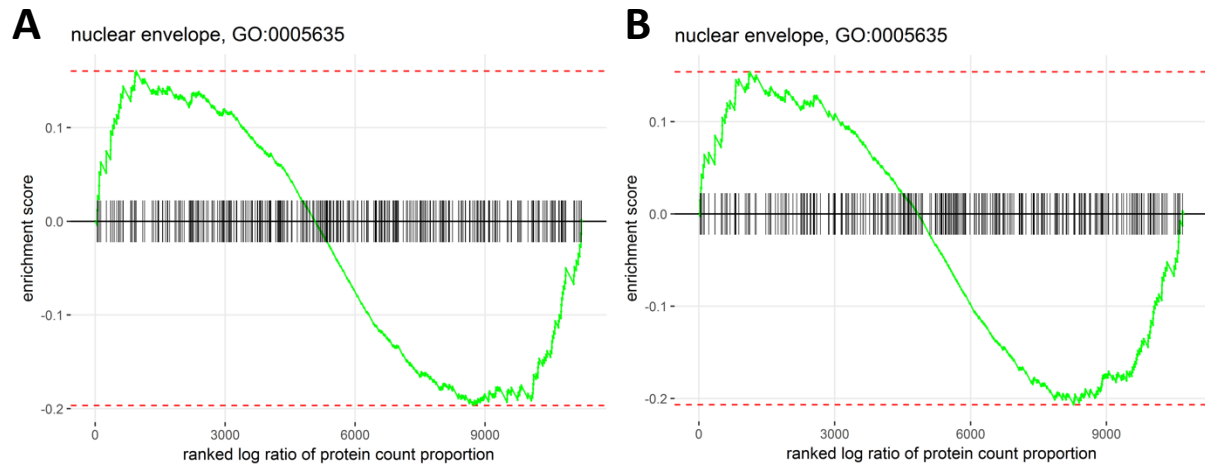 A
nuclear envelope, GO:0005635
enrichment score
0.1
0.0
-0.1
-0.2
0
3000
6000
9000
ranked log ratio of protein count proportion
B
nuclear envelope, GO:0005635
enrichment score
0.1
0.0
-0.1
-0.2
0
3000
6000
9000
ranked log ratio of protein count proportion